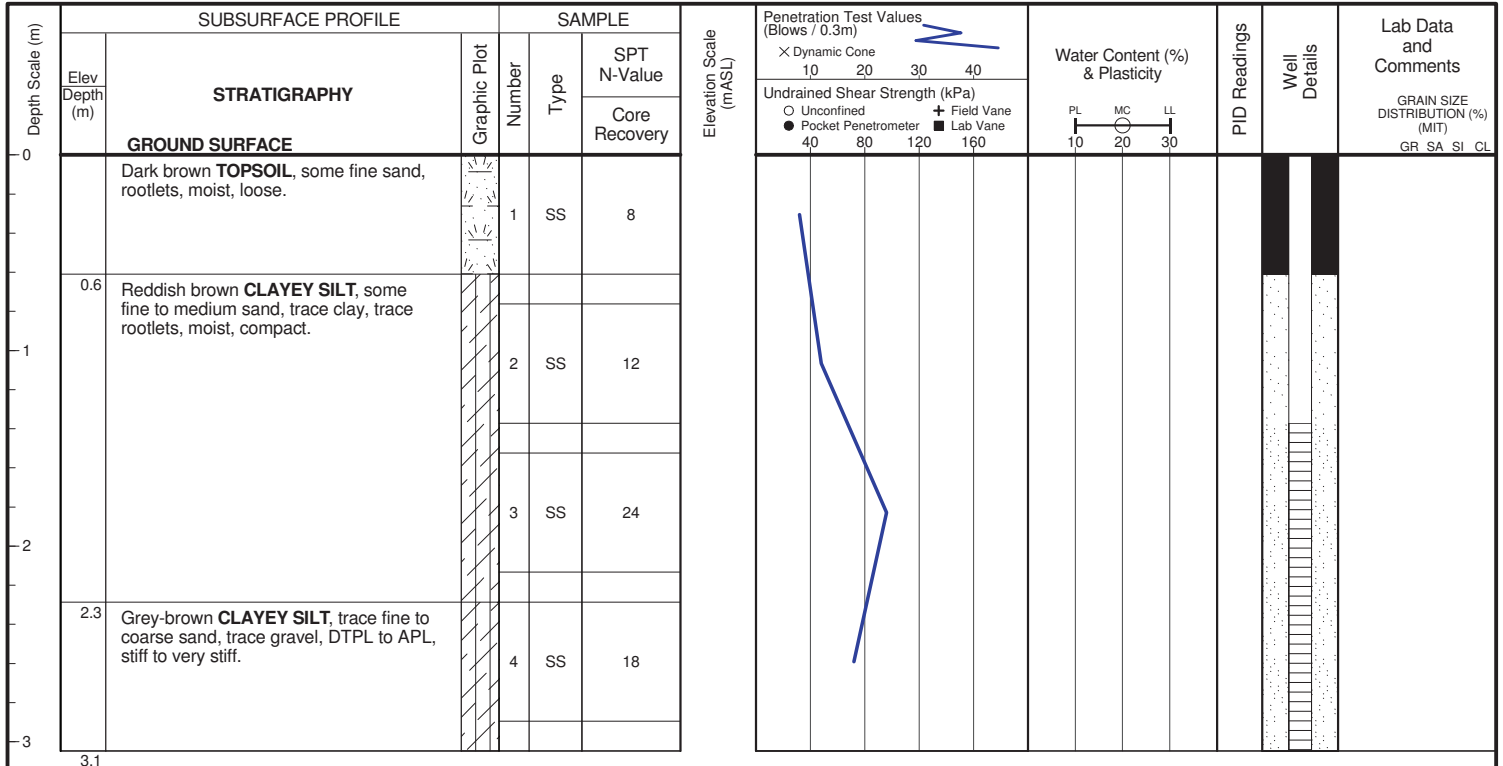 SUBSURFACE PROFILE
SAMPLE
Depth Scale (m)
Elev
Depth
(m)
STRATIGRAPHY
GROUND SURFACE
Graphic Plot
Number
Type
SPT
N-Value
Core
Recovery
Elevation Scale
(mASL)
Penetration Test Values
(Blows / 0.3m)
× Dynamic Cone
10 20 30 40
Undrained Shear Strength (kPa)
○ Unconfined + Field Vane
● Pocket Penetrometer ■ Lab Vane
40 80 120 160
Water Content (%)
& Plasticity
PL MC LL
10 20 30
PID Readings
Well
Details
Lab Data
and
Comments
GRAIN SIZE
DISTRIBUTION (%)
(MIT)
GR SA SI CL
0
Dark brown TOPSOIL, some fine sand,
rootlets, moist, loose.
1 SS 8
0.6
Reddish brown CLAYEY SILT, some
fine to medium sand, trace clay, trace
rootlets, moist, compact.
1
2 SS 12
3 SS 24
2
2.3
Grey-brown CLAYEY SILT, trace fine to
coarse sand, trace gravel, DTPL to APL,
stiff to very stiff.
4 SS 18
3
3.1